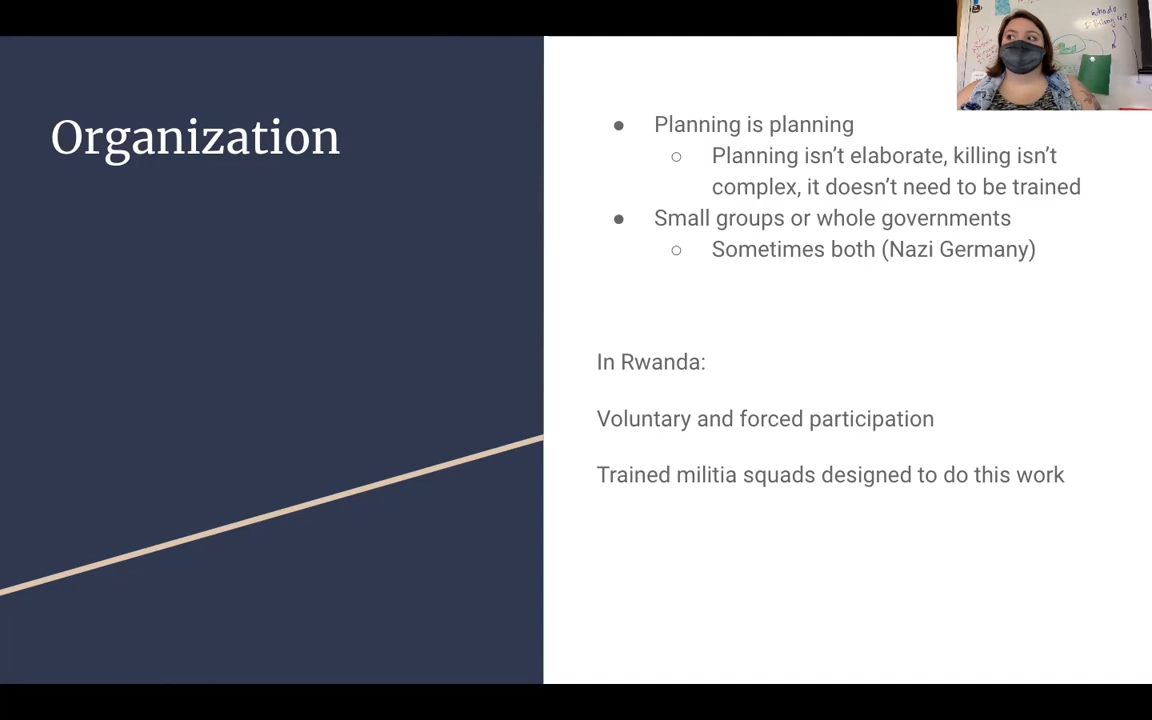 Organization
Planning is planning
Planning isn't elaborate, killing isn't
complex, it doesn't need to be trained
Small groups or whole governments
Sometimes both (Nazi Germany)
In Rwanda:
Voluntary and forced participation
Trained militia squads designed to do this work